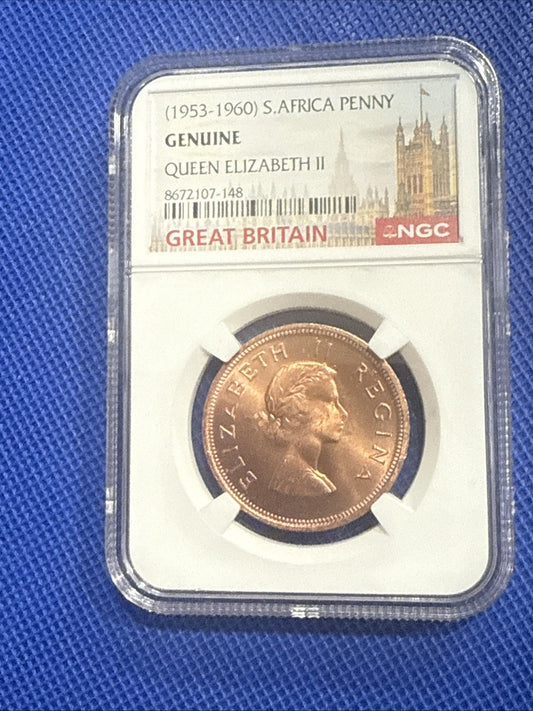 (1953-1960) S.AFRICA PENNY
GENUINE
QUEEN ELIZABETH II
8672107-148
GREAT BRITAIN
NGC
ELIZABETH II REGINA